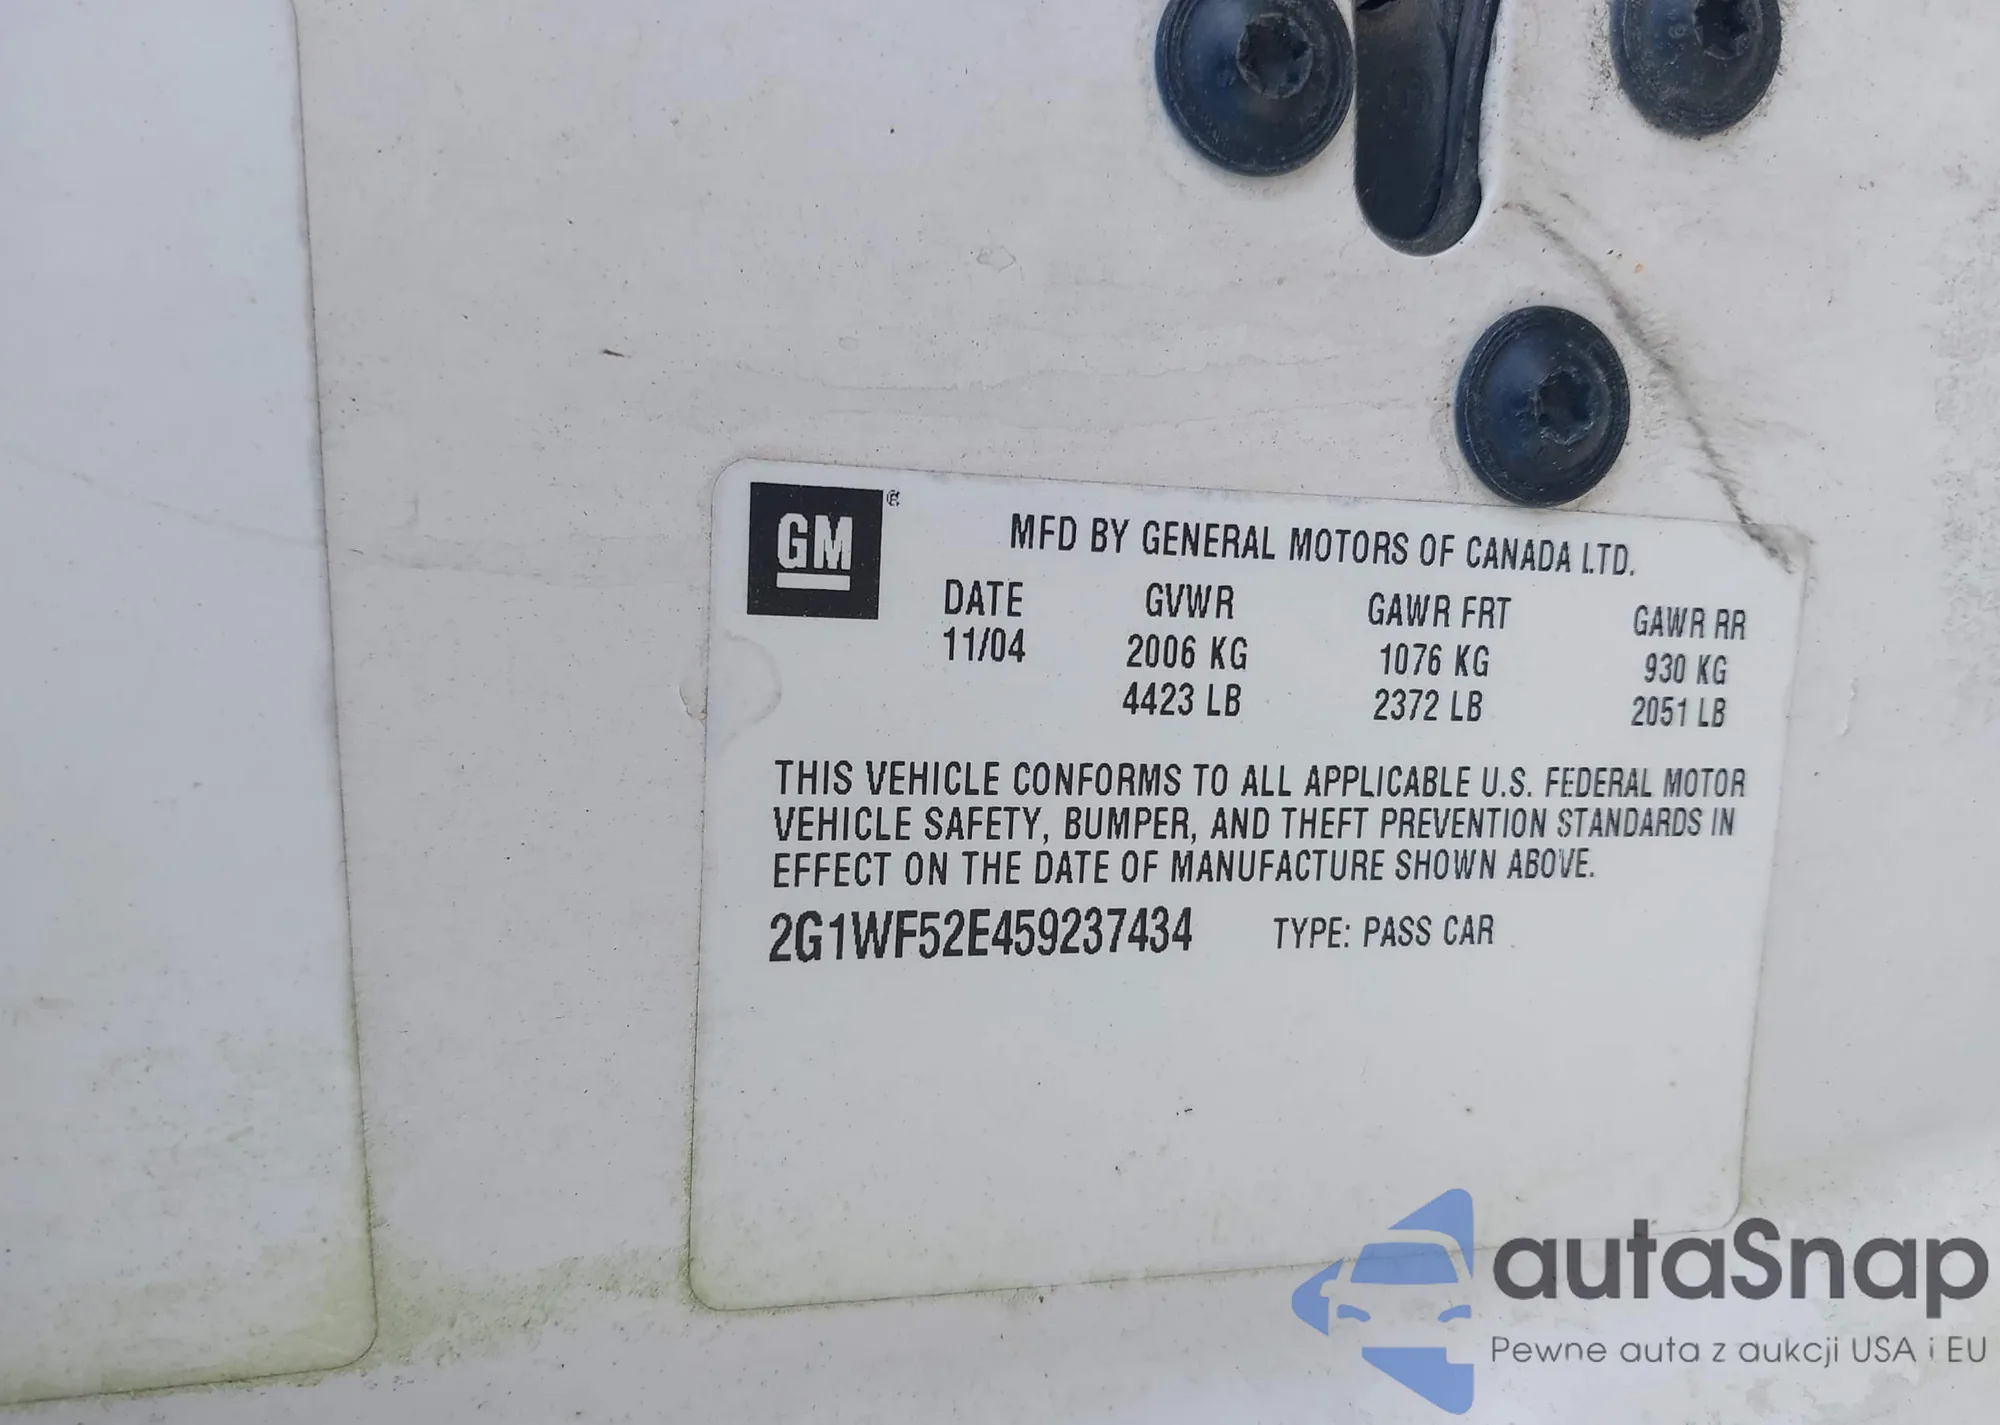 GM ®
MFD BY GENERAL MOTORS OF CANADA LTD.
DATE GVWR GAWR FRT GAWR RR
11/04 2006 KG 1076 KG 930 KG
4423 LB 2372 LB 2051 LB
THIS VEHICLE CONFORMS TO ALL APPLICABLE U.S. FEDERAL MOTOR
VEHICLE SAFETY, BUMPER, AND THEFT PREVENTION STANDARDS IN
EFFECT ON THE DATE OF MANUFACTURE SHOWN ABOVE.
2G1WF52E459237434 TYPE: PASS CAR
autaSnap
Pewne auta z aukcji USA i EU